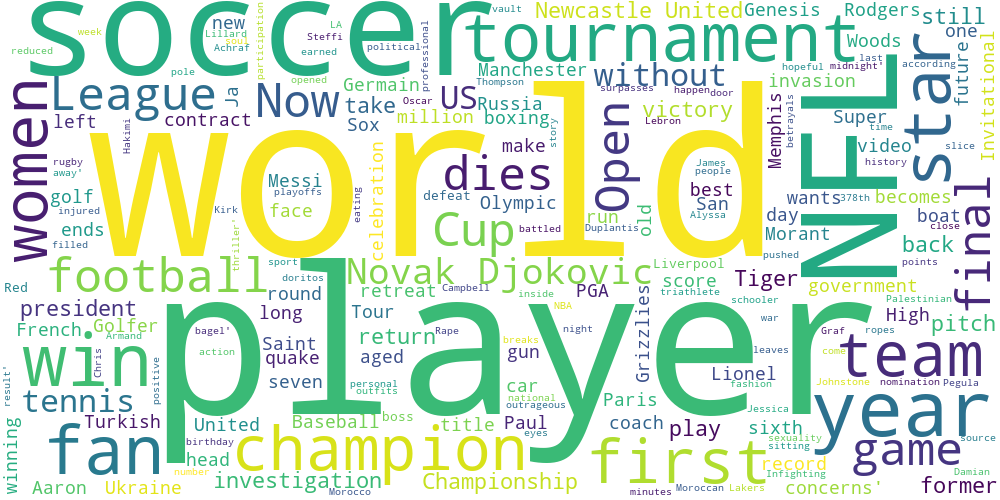 soccer
tournament
Newcastle United
Genesis
Rodgers
still
new
vault
LA
Steffi
Lillard
Achraf
soul
week
reduced
pole
earned
opened
participation
political
professional
Manchester
Thompson
without
Woods
one
last
according
midnight'
hopeful
invasion
future
Invitational
women
League
Ja
Now
Germain
take
US
Russia
boxing
Oscar
surpasses
happen
door
victory
Memphis
betrayals
Super
time
video
slice
history
star
NFL
left
contract
Sox
million
make
story
Lebron
rugby
away'
Hakimi
world
Messi
playoffs
face
celebration
eating
dies
defeat
Olympic
Open
James
people
best
San
Alyssa
wants
378th
becomes
golf
injured
ends
filled
Kirk
thriller'
Cup
battled
run
Duplantis
old
day
Morant
boat
close
back
points
final
football
sport
doritos
Novak Djokovic
retreat
Campbell
inside
PGA
Liverpool
score
triathlete
Tiger
pushed
government
Red
president
round
long
Tour
return
Rape
NBA
night
breaks
Grizzlies
schooler
war
Palestinian
High
pitch
French
Golfer
Armand
bagel'
Saint
quake
aged
gun
leaves
Graf
ropes
come
result'
win
Chris
positive
action
seven
personal
outfits
player
car
national
outrageous
Paris
Lionel
fashion
Johnstone
nomination
Pegula
team
tennis
Turkish
United
birthday
head
Baseball
boss
title
Paul
eyes
coach
play
Jessica
sixth
sexuality
sitting
year
winning
fan
champion
first
game
source
Aaron
Ukraine
number
investigation
Morocco
Championship
minutes
Moroccan
Lakers
record
Infighting
concerns'
Damian
former